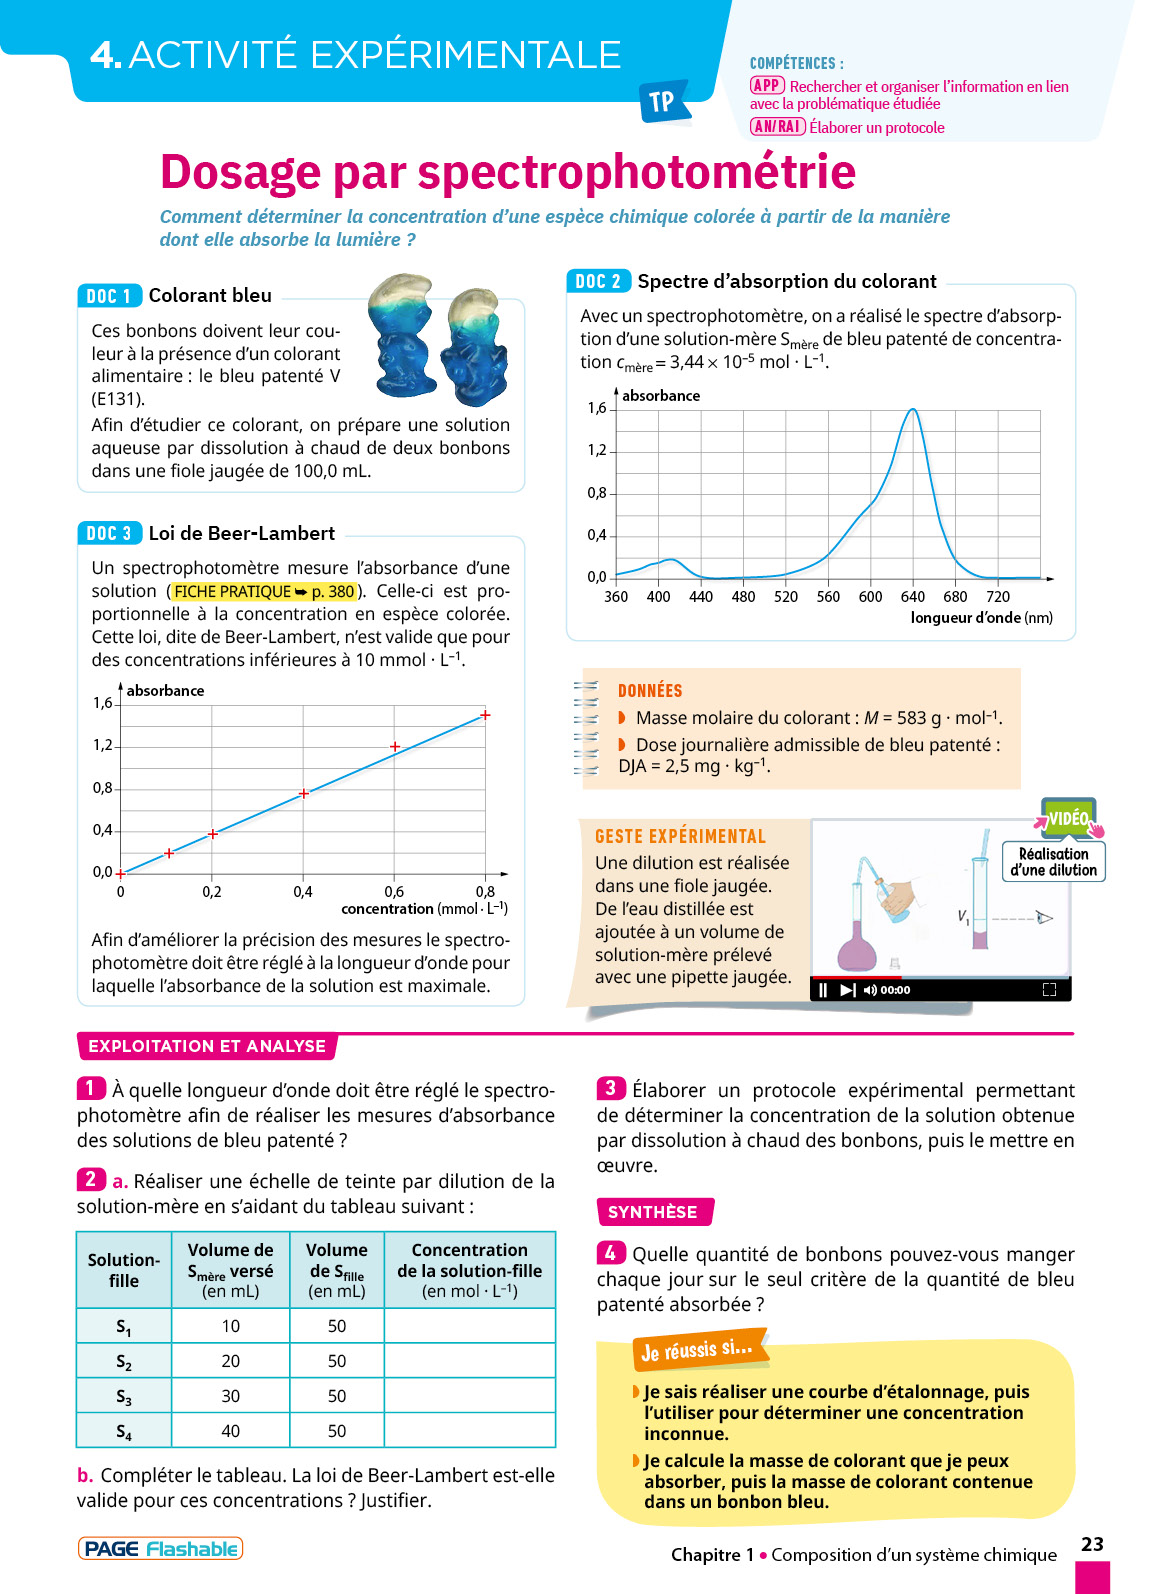 4. ACTIVITÉ EXPÉRIMENTALE
TP
COMPÉTENCES :
APP Rechercher et organiser l'information en lien
avec la problématique étudiée
AN/RAI Élaborer un protocole
Dosage par spectrophotométrie
Comment déterminer la concentration d'une espèce chimique colorée à partir de la manière
dont elle absorbe la lumière ?
DOC 1 Colorant bleu
Ces bonbons doivent leur cou-
leur à la présence d'un colorant
alimentaire : le bleu patenté V
(E131).
Afin d'étudier ce colorant, on prépare une solution
aqueuse par dissolution à chaud de deux bonbons
dans une fiole jaugée de 100,0 mL.
DOC 2 Spectre d'absorption du colorant
Avec un spectrophotomètre, on a réalisé le spectre d'absorp-
tion d'une solution-mère Smère de bleu patenté de concentra-
tion cmère = 3,44 × 10⁻⁵ mol · L⁻¹.
absorbance
1,6
1,2
0,8
0,4
0,0
360 400 440 480 520 560 600 640 680 720
longueur d'onde (nm)
DOC 3 Loi de Beer-Lambert
Un spectrophotomètre mesure l'absorbance d'une
solution (FICHE PRATIQUE ➥ p. 380). Celle-ci est pro-
portionnelle à la concentration en espèce colorée.
Cette loi, dite de Beer-Lambert, n'est valide que pour
des concentrations inférieures à 10 mmol · L⁻¹.
absorbance
1,6
1,2
0,8
0,4
0,0
0 0,2 0,4 0,6 0,8
concentration (mmol · L⁻¹)
Afin d'améliorer la précision des mesures le spectro-
photomètre doit être réglé à la longueur d'onde pour
laquelle l'absorbance de la solution est maximale.
DONNÉES
Masse molaire du colorant : M = 583 g · mol⁻¹.
Dose journalière admissible de bleu patenté :
DJA = 2,5 mg · kg⁻¹.
GESTE EXPÉRIMENTAL
Une dilution est réalisée
dans une fiole jaugée.
De l'eau distillée est
ajoutée à un volume de
solution-mère prélevé
avec une pipette jaugée.
VIDÉO
Réalisation
d'une dilution
V₁
00:00
EXPLOITATION ET ANALYSE
1 À quelle longueur d'onde doit être réglé le spectro-
photomètre afin de réaliser les mesures d'absorbance
des solutions de bleu patenté ?
2 a. Réaliser une échelle de teinte par dilution de la
solution-mère en s'aidant du tableau suivant :
Solution-
fille
Volume de
Smère versé
(en mL)
Volume
de Sfille
(en mL)
Concentration
de la solution-fille
(en mol · L⁻¹)
S₁ 10 50
S₂ 20 50
S₃ 30 50
S₄ 40 50
b. Compléter le tableau. La loi de Beer-Lambert est-elle
valide pour ces concentrations ? Justifier.
3 Élaborer un protocole expérimental permettant
de déterminer la concentration de la solution obtenue
par dissolution à chaud des bonbons, puis le mettre en
œuvre.
SYNTHÈSE
4 Quelle quantité de bonbons pouvez-vous manger
chaque jour sur le seul critère de la quantité de bleu
patenté absorbée ?
Je réussis si...
Je sais réaliser une courbe d'étalonnage, puis
l'utiliser pour déterminer une concentration
inconnue.
Je calcule la masse de colorant que je peux
absorber, puis la masse de colorant contenue
dans un bonbon bleu.
PAGE Flashable
Chapitre 1 • Composition d'un système chimique
23